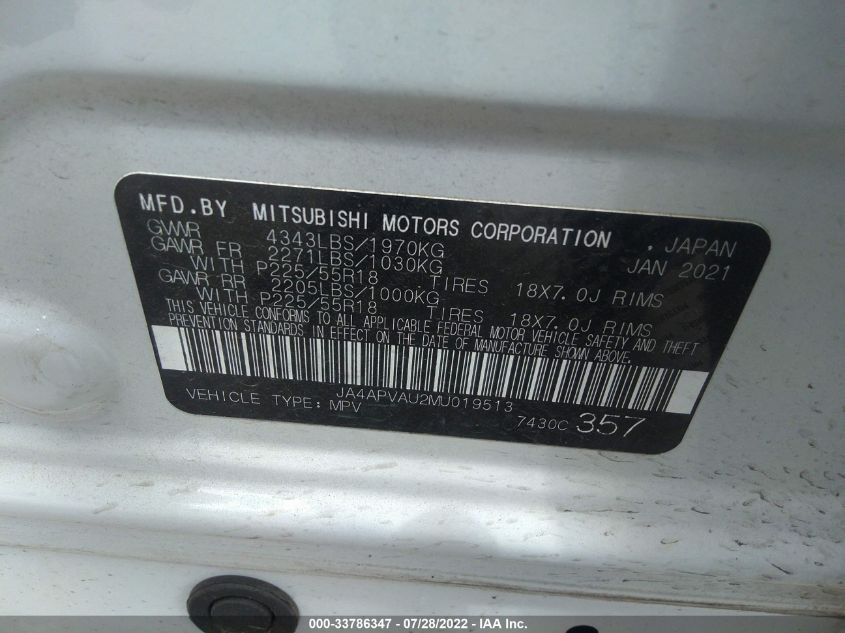 MFD.BY MITSUBISHI MOTORS CORPORATION, JAPAN
GVWR 4343LBS/1970KG JAN 2021
GAWR FR 2271LBS/1030KG
WITH P225/55R18 TIRES 18X7.0J RIMS
GAWR RR 2205LBS/1000KG
WITH P225/55R18 TIRES 18X7.0J RIMS
THIS VEHICLE CONFORMS TO ALL APPLICABLE FEDERAL MOTOR VEHICLE SAFETY AND THEFT
PREVENTION STANDARDS IN EFFECT ON THE DATE OF MANUFACTURE SHOWN ABOVE.
JA4APVAU2MU019513
VEHICLE TYPE: MPV 7430C 357
000-33786347 / 07/28/2022 - IAA Inc.